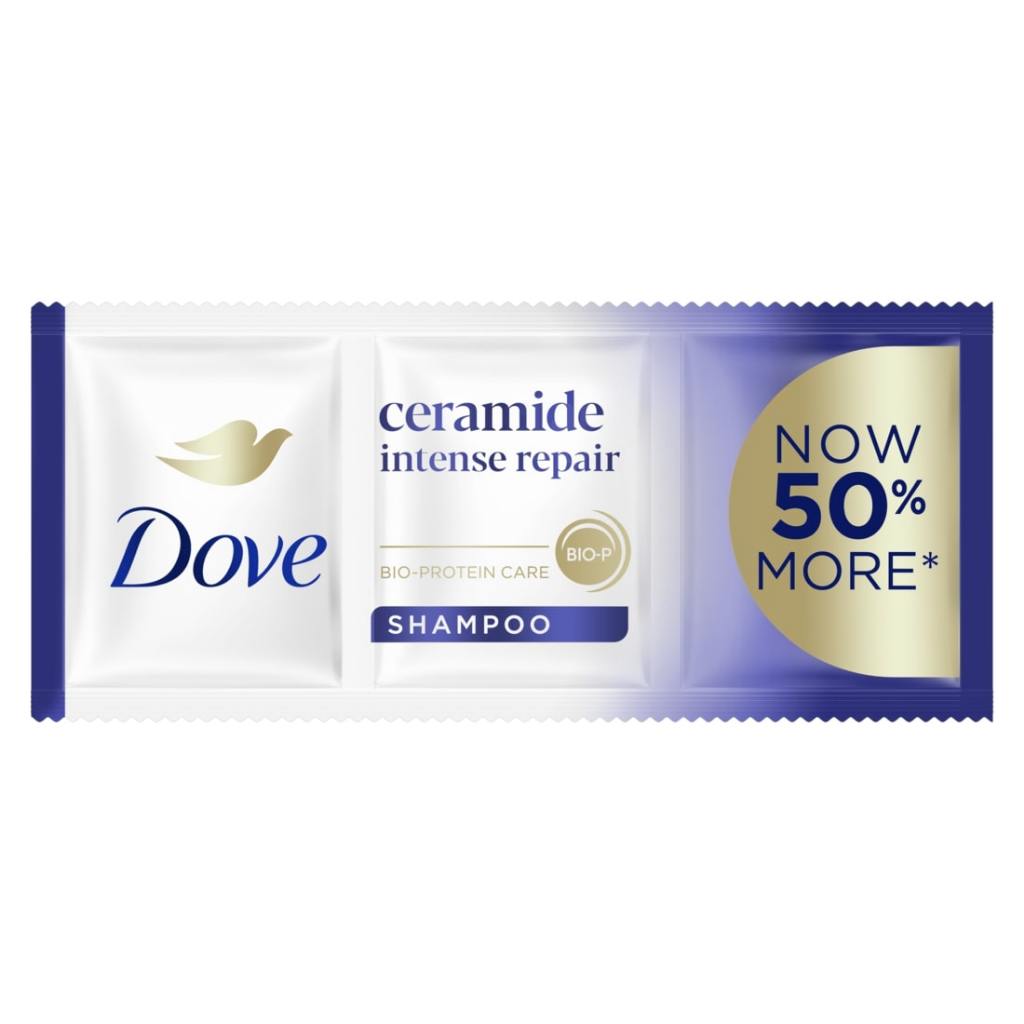 Dove
ceramide
intense repair
BIO-PROTEIN CARE
BIO-P
SHAMPOO
NOW
50%
MORE*